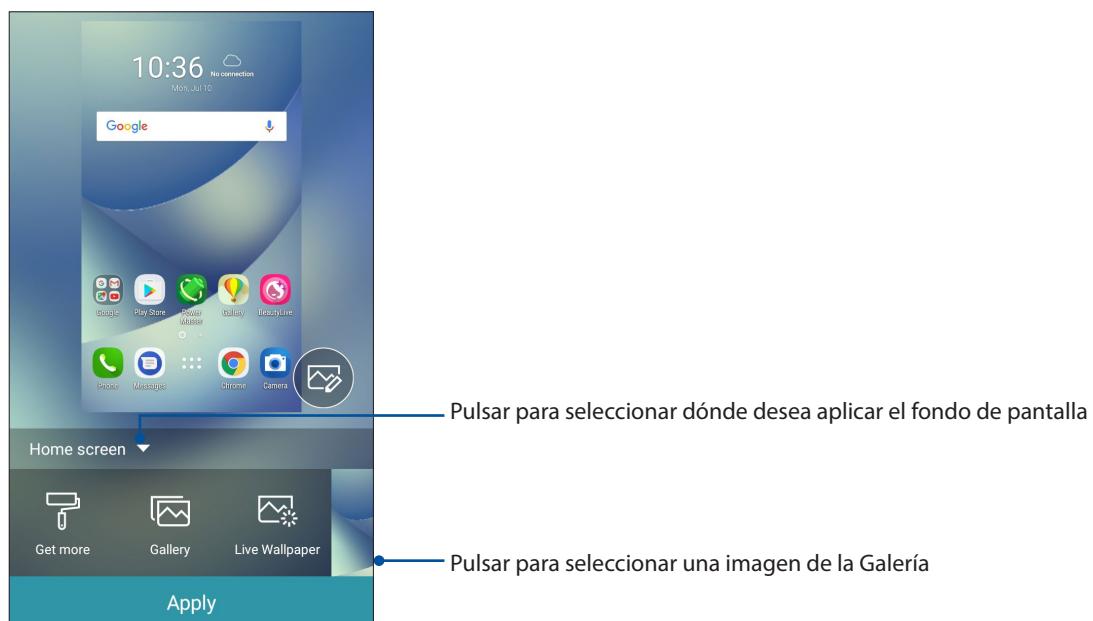 10:36 No connection
Mon, Jul 10
Google
Google Play Store Power Master Gallery BeautyLive
Phone Messages Chrome Camera
Pulsar para seleccionar dónde desea aplicar el fondo de pantalla
Home screen
Get more Gallery Live Wallpaper
Pulsar para seleccionar una imagen de la Galería
Apply